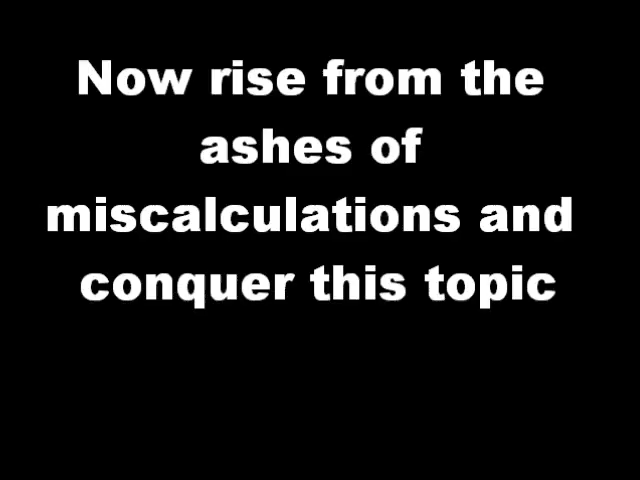 Now rise from the
ashes of
miscalculations and
conquer this topic